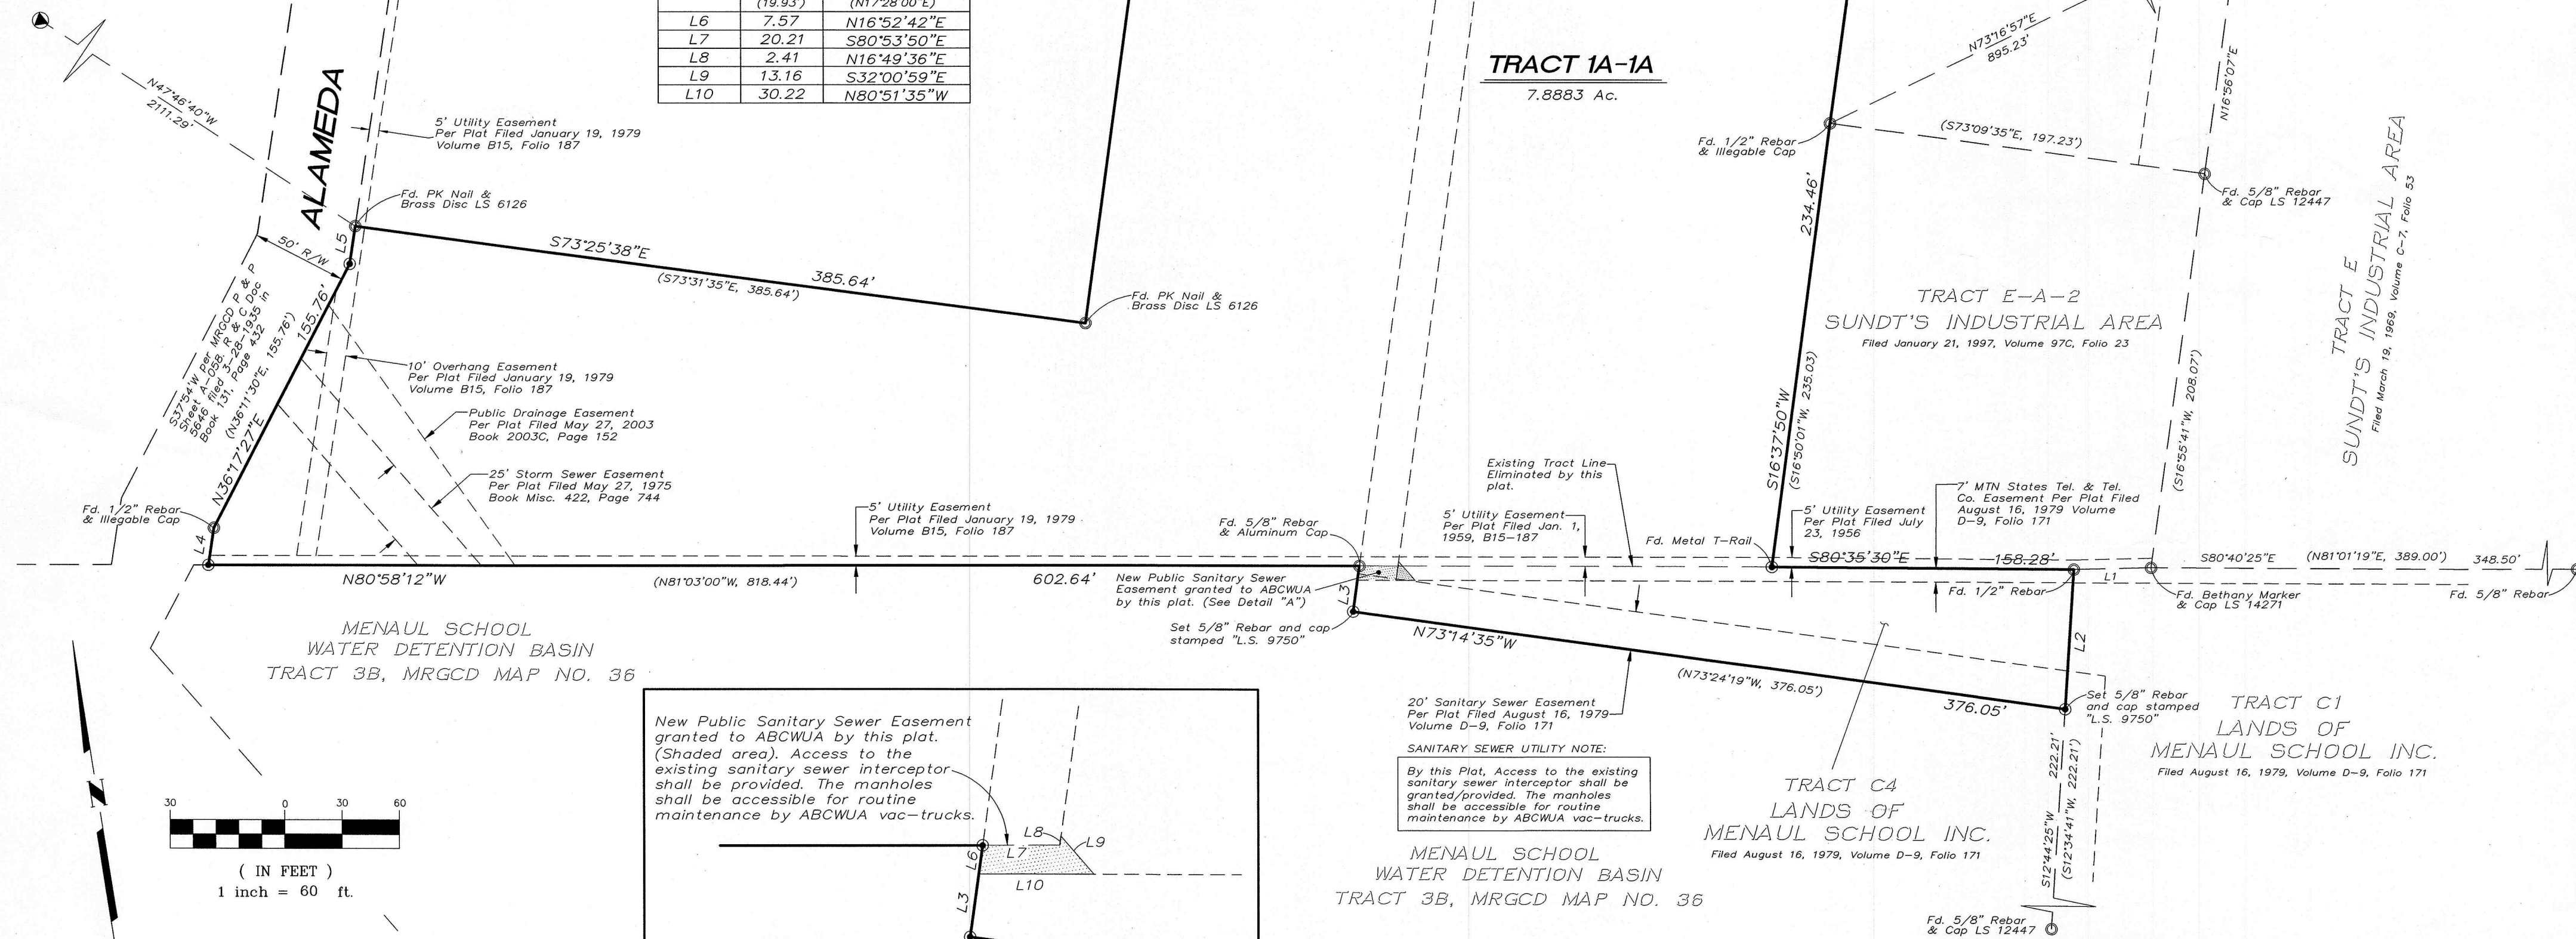 (19.93') (N17°28'00"E)
L6 7.57 N16°52'42"E
L7 20.21 S80°53'50"E
L8 2.41 N16°49'36"E
L9 13.16 S32°00'59"E
L10 30.22 N80°51'35"W
TRACT 1A-1A
7.8883 Ac.
N47°46'40"W
2111.29'
ALAMEDA
5' Utility Easement
Per Plat Filed January 19, 1979
Volume B15, Folio 187
Fd. PK Nail &
Brass Disc LS 6126
L5
50' R/W
S73°25'38"E
385.64'
(S73°31'35"E, 385.64')
Fd. PK Nail &
Brass Disc LS 6126
S37°54'W per MRGCD P & P
Sheet A-058. R & C Doc
5646 filed 3-28-1935 in
Book 131, Page 432
(N36°11'30"E, 155.76')
N36°17'27"E
155.76'
10' Overhang Easement
Per Plat Filed January 19, 1979
Volume B15, Folio 187
Public Drainage Easement
Per Plat Filed May 27, 2003
Book 2003C, Page 152
25' Storm Sewer Easement
Per Plat Filed May 27, 1975
Book Misc. 422, Page 744
Fd. 1/2" Rebar
& Illegable Cap
L4
5' Utility Easement
Per Plat Filed January 19, 1979
Volume B15, Folio 187
N80°58'12"W
(N81°03'00"W, 818.44')
602.64'
Fd. 5/8" Rebar
& Aluminum Cap
New Public Sanitary Sewer
Easement granted to ABCWUA
by this plat. (See Detail "A")
L3
Set 5/8" Rebar and cap
stamped "L.S. 9750"
Existing Tract Line
Eliminated by this
plat.
5' Utility Easement
Per Plat Filed Jan. 1,
1959, B15-187
Fd. Metal T-Rail
N73°16'57"E
895.23'
N16°56'07"E
Fd. 1/2" Rebar
& Illegable Cap
(S73°09'35"E, 197.23')
Fd. 5/8" Rebar
& Cap LS 12447
234.46'
S16°37'50"W
(S16°50'01"W, 235.03')
TRACT E-A-2
SUNDT'S INDUSTRIAL AREA
Filed January 21, 1997, Volume 97C, Folio 23
(S16°55'41"W, 208.07')
TRACT E
SUNDT'S INDUSTRIAL AREA
Filed March 19, 1969, Volume C-7, Folio 53
5' Utility Easement
Per Plat Filed July
23, 1956
7' MTN States Tel. & Tel.
Co. Easement Per Plat Filed
August 16, 1979 Volume
D-9, Folio 171
S80°35'30"E
158.28'
L1
Fd. 1/2" Rebar
S80°40'25"E
(N81°01'19"E, 389.00')
348.50'
Fd. Bethany Marker
& Cap LS 14271
Fd. 5/8" Rebar
L2
N73°14'35"W
(N73°24'19"W, 376.05')
376.05'
Set 5/8" Rebar
and cap stamped
"L.S. 9750"
TRACT C1
LANDS OF
MENAUL SCHOOL INC.
Filed August 16, 1979, Volume D-9, Folio 171
MENAUL SCHOOL
WATER DETENTION BASIN
TRACT 3B, MRGCD MAP NO. 36
N
30 0 30 60
( IN FEET )
1 inch = 60 ft.
New Public Sanitary Sewer Easement
granted to ABCWUA by this plat.
(Shaded area). Access to the
existing sanitary sewer interceptor
shall be provided. The manholes
shall be accessible for routine
maintenance by ABCWUA vac-trucks.
L8
L9
L6
L7
L10
L3
20' Sanitary Sewer Easement
Per Plat Filed August 16, 1979
Volume D-9, Folio 171
SANITARY SEWER UTILITY NOTE:
By this Plat, Access to the existing
sanitary sewer interceptor shall be
granted/provided. The manholes
shall be accessible for routine
maintenance by ABCWUA vac-trucks.
MENAUL SCHOOL
WATER DETENTION BASIN
TRACT 3B, MRGCD MAP NO. 36
TRACT C4
LANDS OF
MENAUL SCHOOL INC.
Filed August 16, 1979, Volume D-9, Folio 171
S12°44'25"W
222.21'
(S12°34'41"W, 222.21')
Fd. 5/8" Rebar
& Cap LS 12447